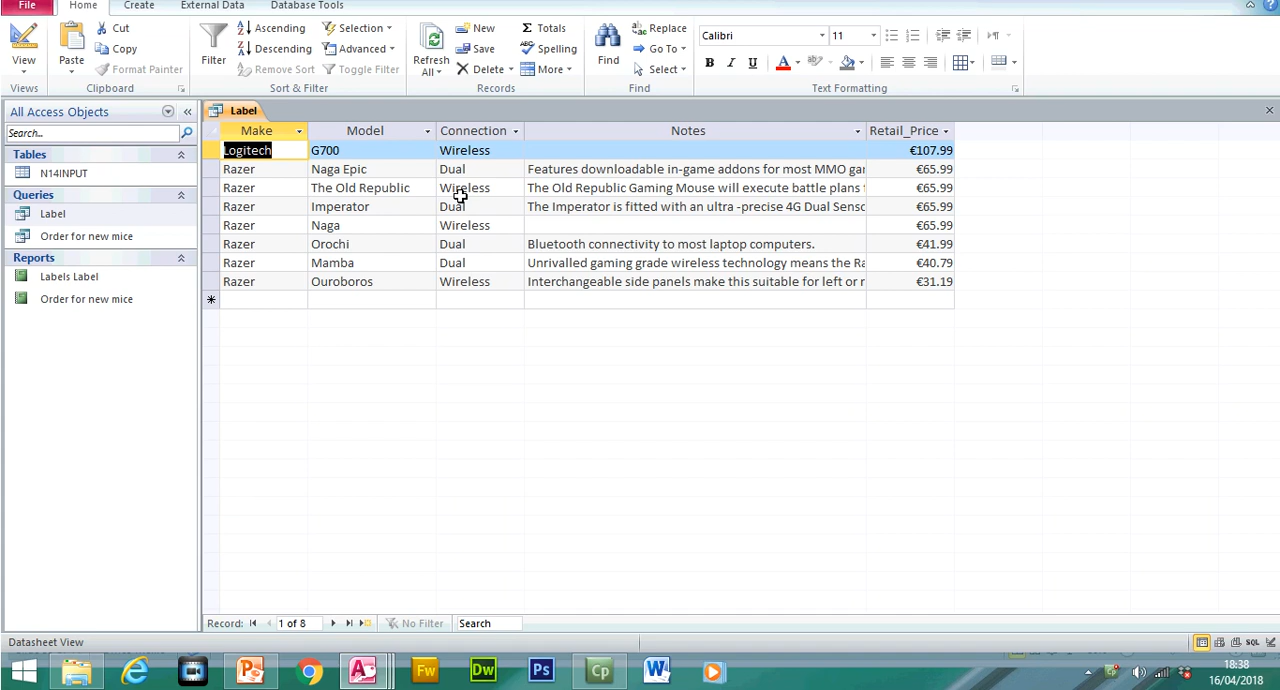 File Home Create External Data Database Tools
View
Views
Paste
Cut
Copy
Format Painter
Clipboard
Filter
Ascending
Descending
Remove Sort
Selection
Advanced
Toggle Filter
Sort & Filter
Refresh
All
New
Save
Delete
Totals
Spelling
More
Records
Find
Replace
Go To
Select
Find
Calibri 11
B I U
Text Formatting
All Access Objects
Search...
Tables
N14INPUT
Queries
Label
Order for new mice
Reports
Labels Label
Order for new mice
Label
Make Model Connection Notes Retail_Price
Logitech G700 Wireless €107.99
Razer Naga Epic Dual Features downloadable in-game addons for most MMO €65.99
Razer The Old Republic Wireless The Old Republic Gaming Mouse will execute battle plans €65.99
Razer Imperator Dual The Imperator is fitted with an ultra -precise 4G Dual €65.99
Razer Naga Wireless €65.99
Razer Orochi Dual Bluetooth connectivity to most laptop computers. €41.99
Razer Mamba Dual Unrivalled gaming grade wireless technology means the €40.79
Razer Ouroboros Wireless Interchangeable side panels make this suitable for left or €31.19
Record: 1 of 8 No Filter Search
Datasheet View
SQL
Fw Dw Ps Cp W
18:38
16/04/2018